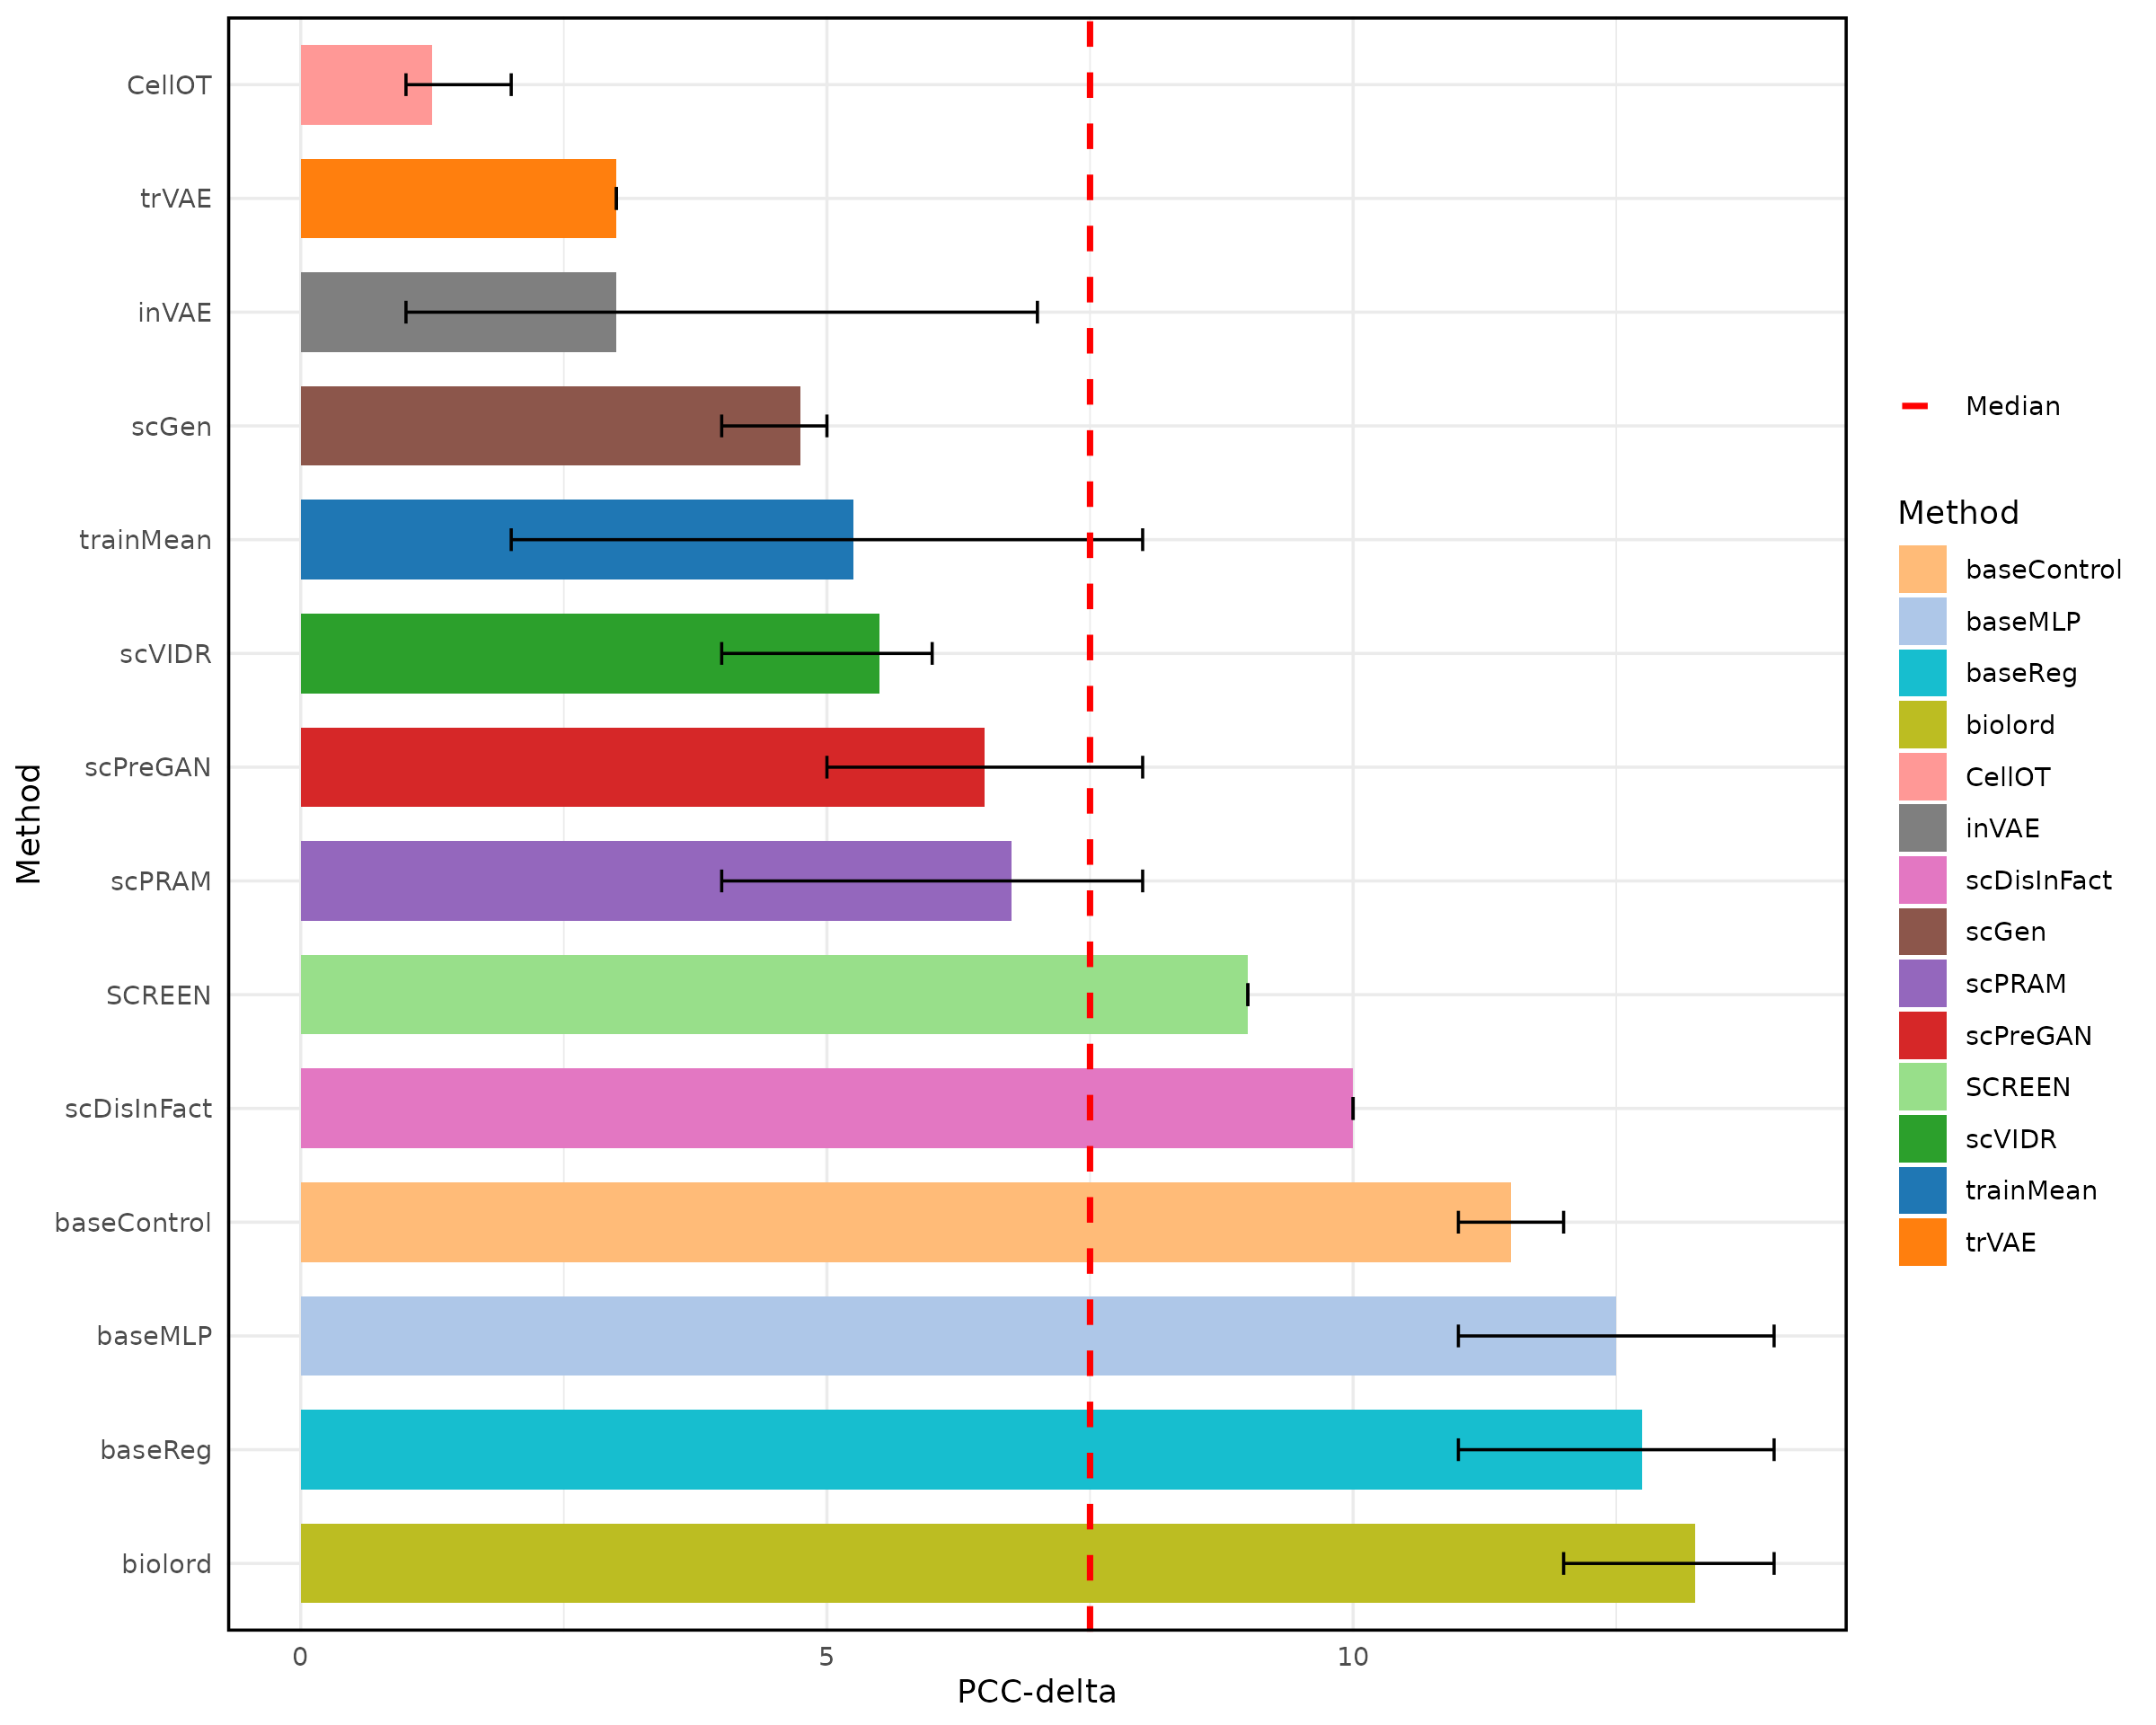 CellOT
trVAE
inVAE
scGen
trainMean
scVIDR
scPreGAN
scPRAM
SCREEN
scDisInFact
baseControl
baseMLP
baseReg
biolord
Method
0 5 10
PCC-delta
Median
Method
baseControl
baseMLP
baseReg
biolord
CellOT
inVAE
scDisInFact
scGen
scPRAM
scPreGAN
SCREEN
scVIDR
trainMean
trVAE